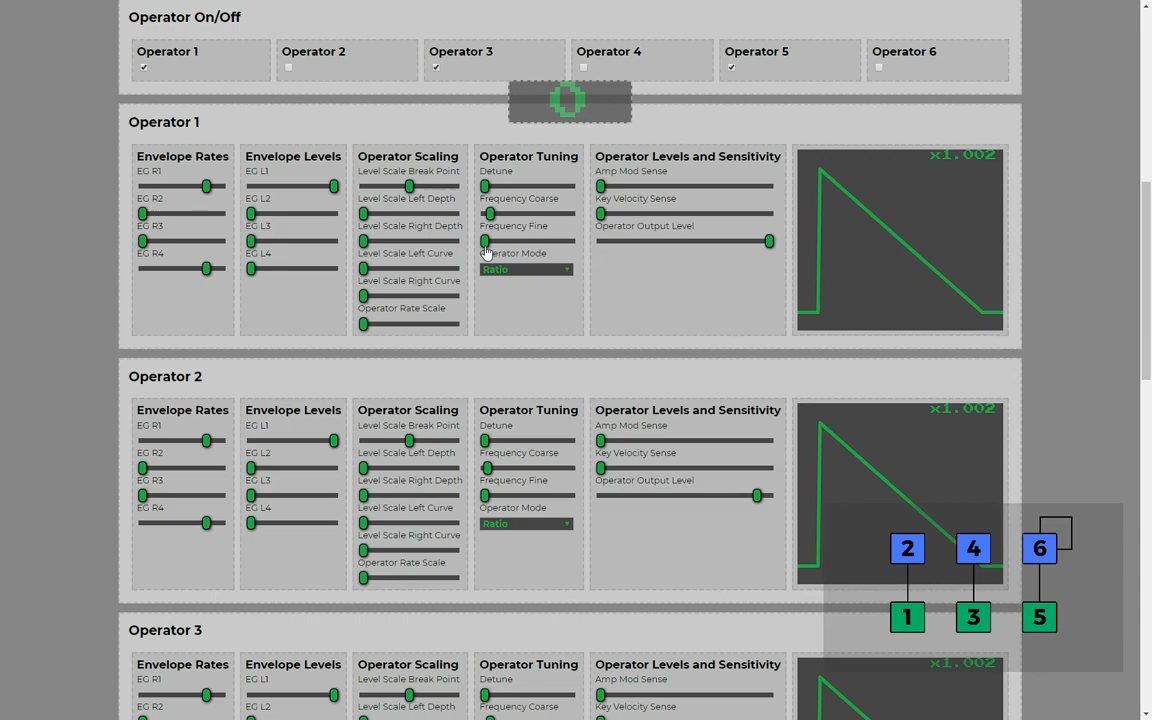 Operator On/Off
Operator 1
Operator 2
Operator 3
Operator 4
Operator 5
Operator 6
Operator 1
Envelope Rates
EG R1
EG R2
EG R3
EG R4
Envelope Levels
EG L1
EG L2
EG L3
EG L4
Operator Scaling
Level Scale Break Point
Level Scale Left Depth
Level Scale Right Depth
Level Scale Left Curve
Level Scale Right Curve
Operator Rate Scale
Operator Tuning
Detune
Frequency Coarse
Frequency Fine
Operator Mode
Ratio
Operator Levels and Sensitivity
Amp Mod Sense
Key Velocity Sense
Operator Output Level
x1.002
Operator 2
Envelope Rates
EG R1
EG R2
EG R3
EG R4
Envelope Levels
EG L1
EG L2
EG L3
EG L4
Operator Scaling
Level Scale Break Point
Level Scale Left Depth
Level Scale Right Depth
Level Scale Left Curve
Level Scale Right Curve
Operator Rate Scale
Operator Tuning
Detune
Frequency Coarse
Frequency Fine
Operator Mode
Ratio
Operator Levels and Sensitivity
Amp Mod Sense
Key Velocity Sense
Operator Output Level
x1.002
2 4 6
1 3 5
Operator 3
Envelope Rates
EG R1
EG R2
Envelope Levels
EG L1
EG L2
Operator Scaling
Level Scale Break Point
Level Scale Left Depth
Operator Tuning
Detune
Frequency Coarse
Operator Levels and Sensitivity
Amp Mod Sense
Key Velocity Sense
x1.002